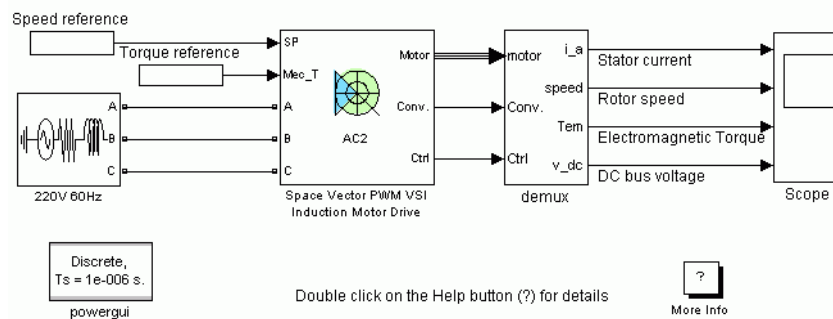 Speed reference
Torque reference
SP
Mec_T
A
B
C
A
B
C
220V 60Hz
Motor
Conv.
Ctrl
AC2
Space Vector PWM VSI
Induction Motor Drive
motor
Conv.
Ctrl
i_a
speed
Tem
v_dc
demux
Stator current
Rotor speed
Electromagnetic Torque
DC bus voltage
Scope
Discrete,
Ts = 1e-006 s.
powergui
Double click on the Help button (?) for details
?
More Info